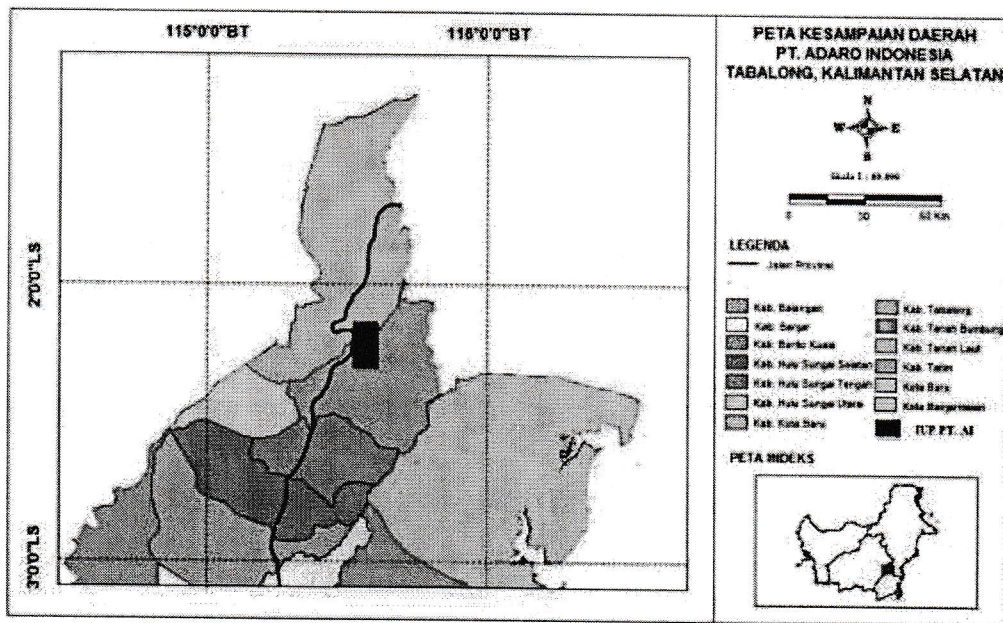 115°0'0"BT
116°0'0"BT
2°0'0"LS
3°0'0"LS
PETA KESAMPAIAN DAERAH
PT. ADARO INDONESIA
TABALONG, KALIMANTAN SELATAN
N
W
E
Skala 1 :
0
30
60 Km
LEGENDA
Jalan Provinsi
Kab. Balangan
Kab. Banjar
Kab. Barito Kuala
Kab. Hulu Sungai Selatan
Kab. Hulu Sungai Tengah
Kab. Hulu Sungai Utara
Kab. Kota Baru
Kab. Tabalong
Kab. Tanah Bumbung
Kab. Tanah Laut
Kab. Tapin
Kota Baru
Kota Banjarmasin
IUP PT. AI
PETA INDEKS